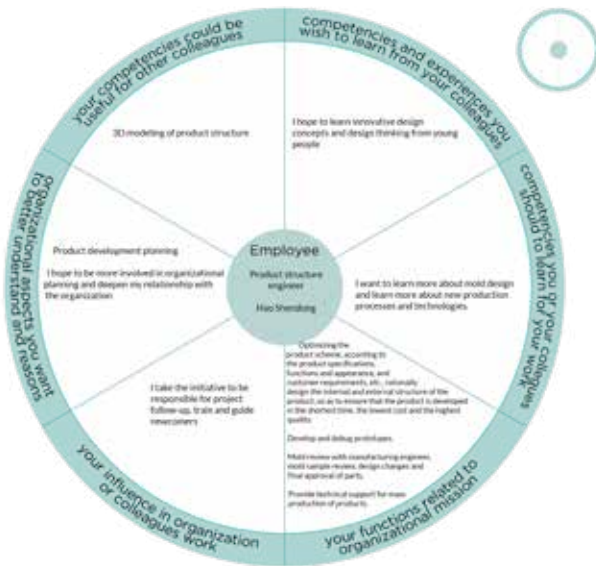 your competencies could be
useful for other colleagues
3D modeling of product structure
competencies and experiences you
wish to learn from your colleagues
I hope to learn innovative design
concepts and design thinking from young
people
competencies you or your colleagues
should to learn for your work
I want to learn more about mold design
and learn more about new production
processes and technologies.
organizational aspects you want
to better understand and reasons
Product development planning
I hope to be more involved in organizational
planning and deepen my relationship with
the organization
Employee
Product structure
engineer
Hao Shendong
I take the initiative to be
responsible for project
follow-up, train and guide
newcomers
your influence in organization
or colleagues work
Optimizing the
product scheme, according to
the product specifications,
functions and appearance, and
customer requirements, etc., rationally
design the internal and external structure of the
product, so as to ensure that the product is developed
in the shortest time, the lowest cost and the highest
quality.
Develop and debug prototypes.
Mold review with manufacturing engineer,
mold sample review, design changes and
final approval of parts.
Provide technical support for mass
production of products.
your functions related to
organizational mission